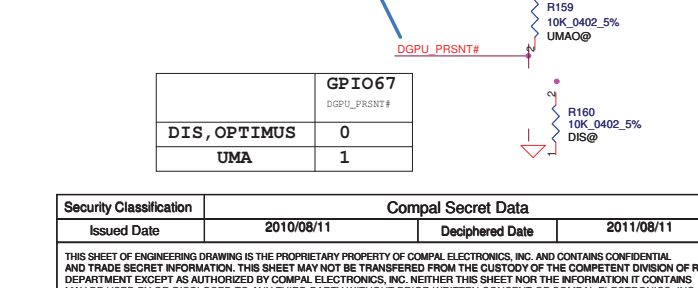 R159
10K_0402_5%
UMAO@
2
DGPU_PRSNT#
GPIO67
DGPU_PRSNT#
DIS,OPTIMUS 0
UMA 1
2
R160
10K_0402_5%
DIS@
1
Security Classification Compal Secret Data
Issued Date 2010/08/11 Deciphered Date 2011/08/11
THIS SHEET OF ENGINEERING DRAWING IS THE PROPRIETARY PROPERTY OF COMPAL ELECTRONICS, INC. AND CONTAINS CONFIDENTIAL
AND TRADE SECRET INFORMATION. THIS SHEET MAY NOT BE TRANSFERED FROM THE CUSTODY OF THE COMPETENT DIVISION OF R
DEPARTMENT EXCEPT AS AUTHORIZED BY COMPAL ELECTRONICS, INC. NEITHER THIS SHEET NOR THE INFORMATION IT CONTAINS